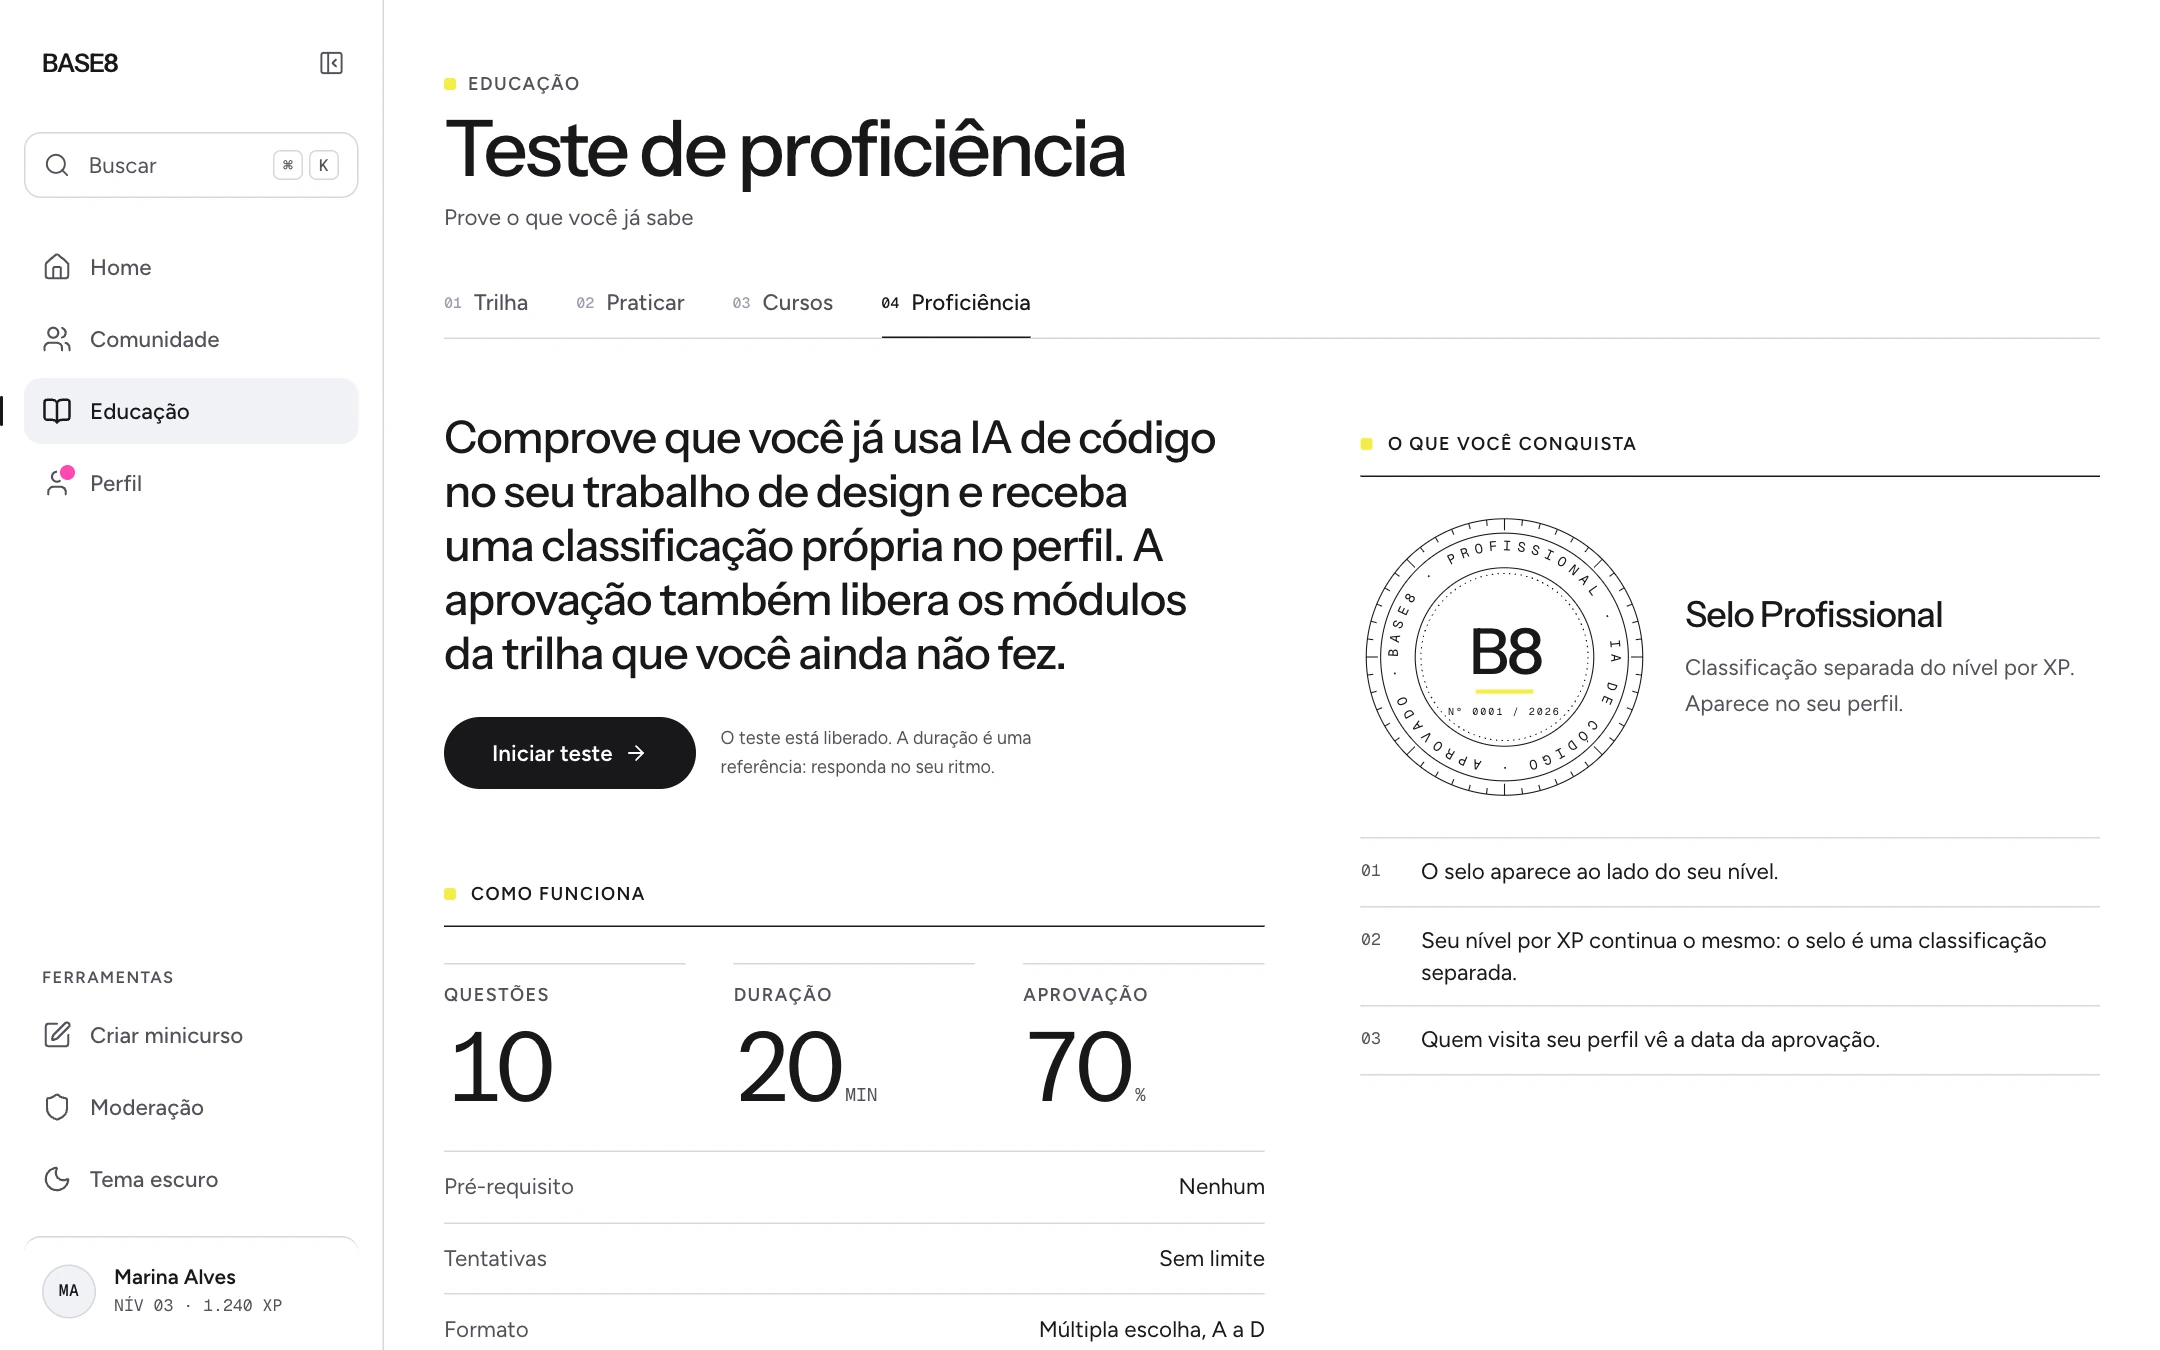 BASE8
Buscar ⌘ K
Home
Comunidade
Educação
Perfil
FERRAMENTAS
Criar minicurso
Moderação
Tema escuro
MA
Marina Alves
NÍV 03 · 1.240 XP
EDUCAÇÃO
Teste de proficiência
Prove o que você já sabe
01 Trilha 02 Praticar 03 Cursos 04 Proficiência
Comprove que você já usa IA de código
no seu trabalho de design e receba
uma classificação própria no perfil. A
aprovação também libera os módulos
da trilha que você ainda não fez.
Iniciar teste →
O teste está liberado. A duração é uma
referência: responda no seu ritmo.
COMO FUNCIONA
QUESTÕES
10
DURAÇÃO
20 MIN
APROVAÇÃO
70 %
Pré-requisito Nenhum
Tentativas Sem limite
Formato Múltipla escolha, A a D
O QUE VOCÊ CONQUISTA
BASE8 · PROFISSIONAL · IA DE CÓDIGO · APROVADO ·
B8
Nº 0001 / 2026
Selo Profissional
Classificação separada do nível por XP.
Aparece no seu perfil.
01 O selo aparece ao lado do seu nível.
02 Seu nível por XP continua o mesmo: o selo é uma classificação
separada.
03 Quem visita seu perfil vê a data da aprovação.